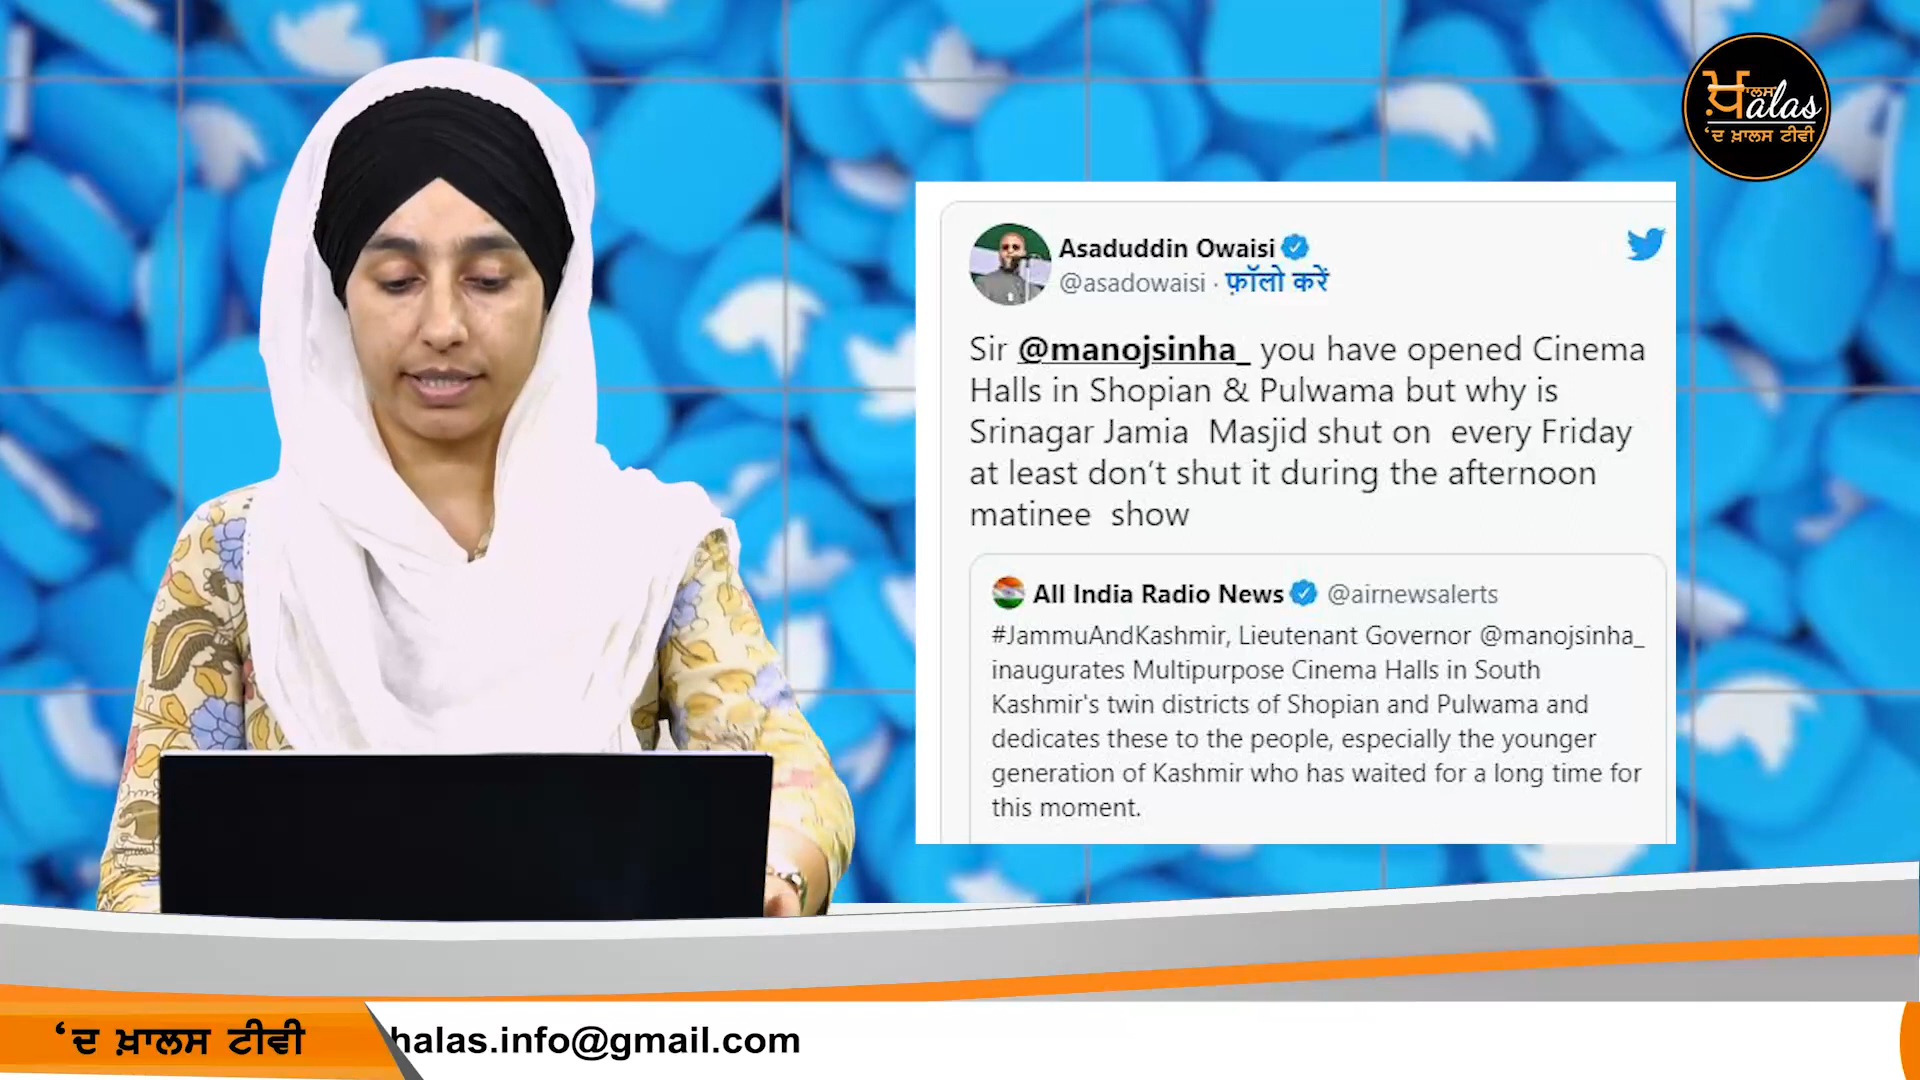 ਖ਼ਾਲਸ
alas
‘ਦ ਖ਼ਾਲਸ ਟੀਵੀ
Asaduddin Owaisi
@asadowaisi · फ़ॉलो करें
Sir @manojsinha_ you have opened Cinema
Halls in Shopian & Pulwama but why is
Srinagar Jamia Masjid shut on every Friday
at least don’t shut it during the afternoon
matinee show
All India Radio News @airnewsalerts
#JammuAndKashmir, Lieutenant Governor @manojsinha_
inaugurates Multipurpose Cinema Halls in South
Kashmir's twin districts of Shopian and Pulwama and
dedicates these to the people, especially the younger
generation of Kashmir who has waited for a long time for
this moment.
‘ਦ ਖ਼ਾਲਸ ਟੀਵੀ
halas.info@gmail.com